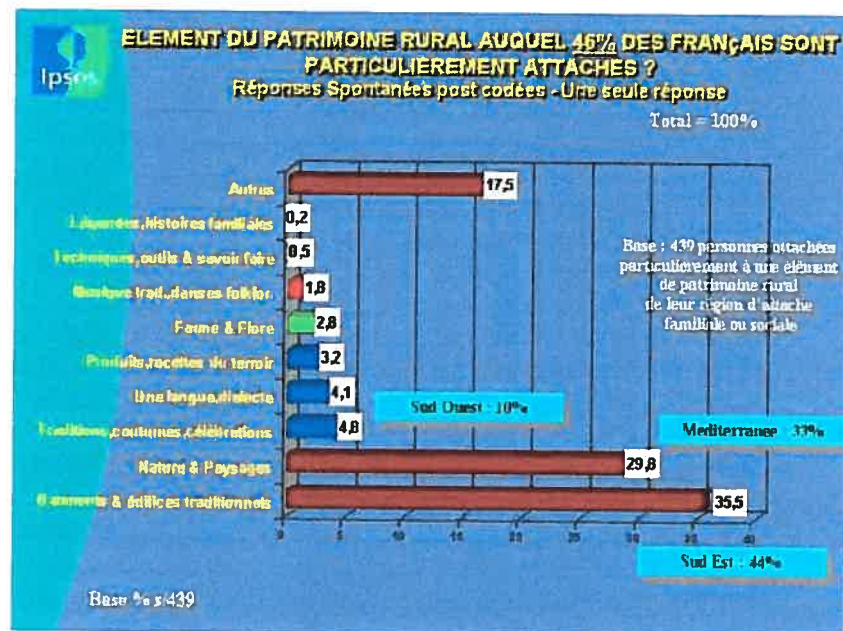 Ipsos
ELEMENT DU PATRIMOINE RURAL AUQUEL 46% DES FRANÇAIS SONT
PARTICULIÈREMENT ATTACHES ?
Réponses Spontanées post codées - Une seule réponse
Total = 100%
Autres 17,5
Légendes, histoires familiales 0,2
Techniques, outils & savoir faire 0,5
Musique trad., danses folklor. 1,8
Faune & Flore 2,8
Produits, recettes du terroir 3,2
Une langue, dialecte 4,1
Traditions, coutumes, célébrations 4,8
Nature & Paysages 29,8
Batiments & édifices traditionnels 35,5
0 5 10 15 20 25 30 35 40
Base : 439 personnes attachées
particulièrement à une élément
de patrimoine rural
de leur région d'attache
familiale ou sociale
Sud Ouest : 10%
Mediterranee : 33%
Sud Est : 44%
Base % s/439